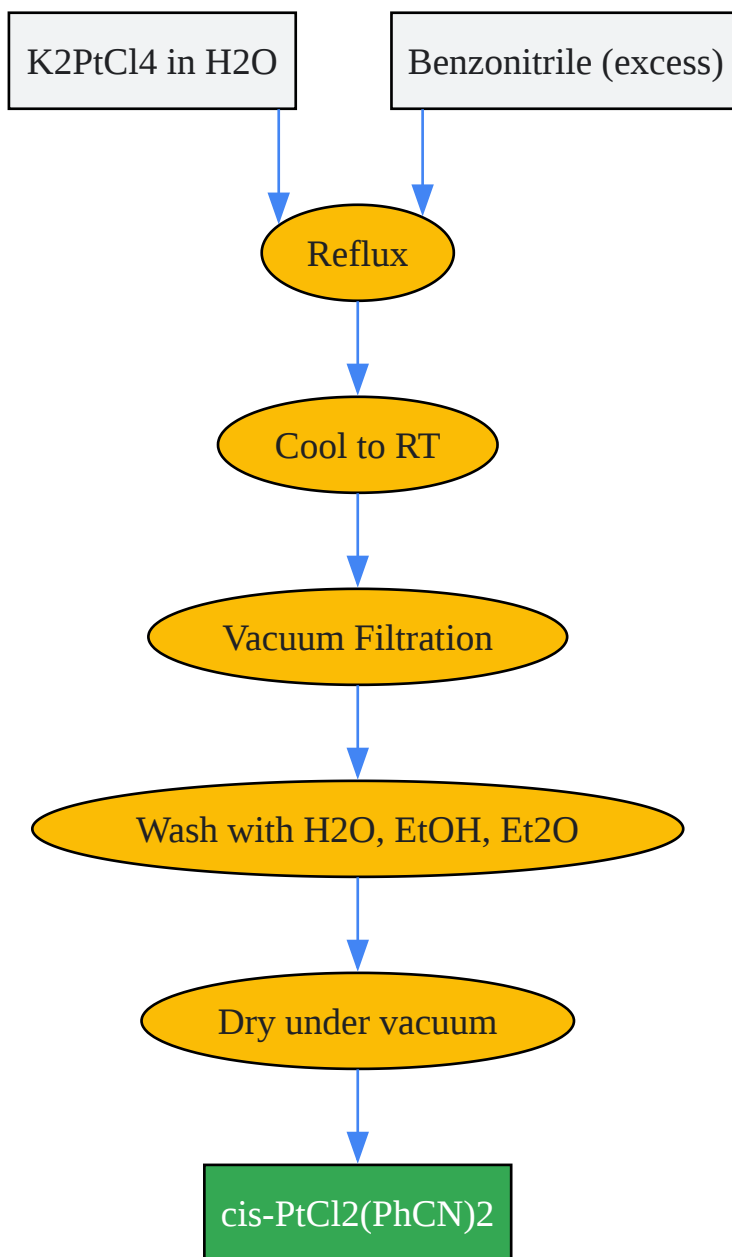 K2PtCl4 in H2O
Benzonitrile (excess)
Reflux
Cool to RT
Vacuum Filtration
Wash with H2O, EtOH, Et2O
Dry under vacuum
cis-PtCl2(PhCN)2